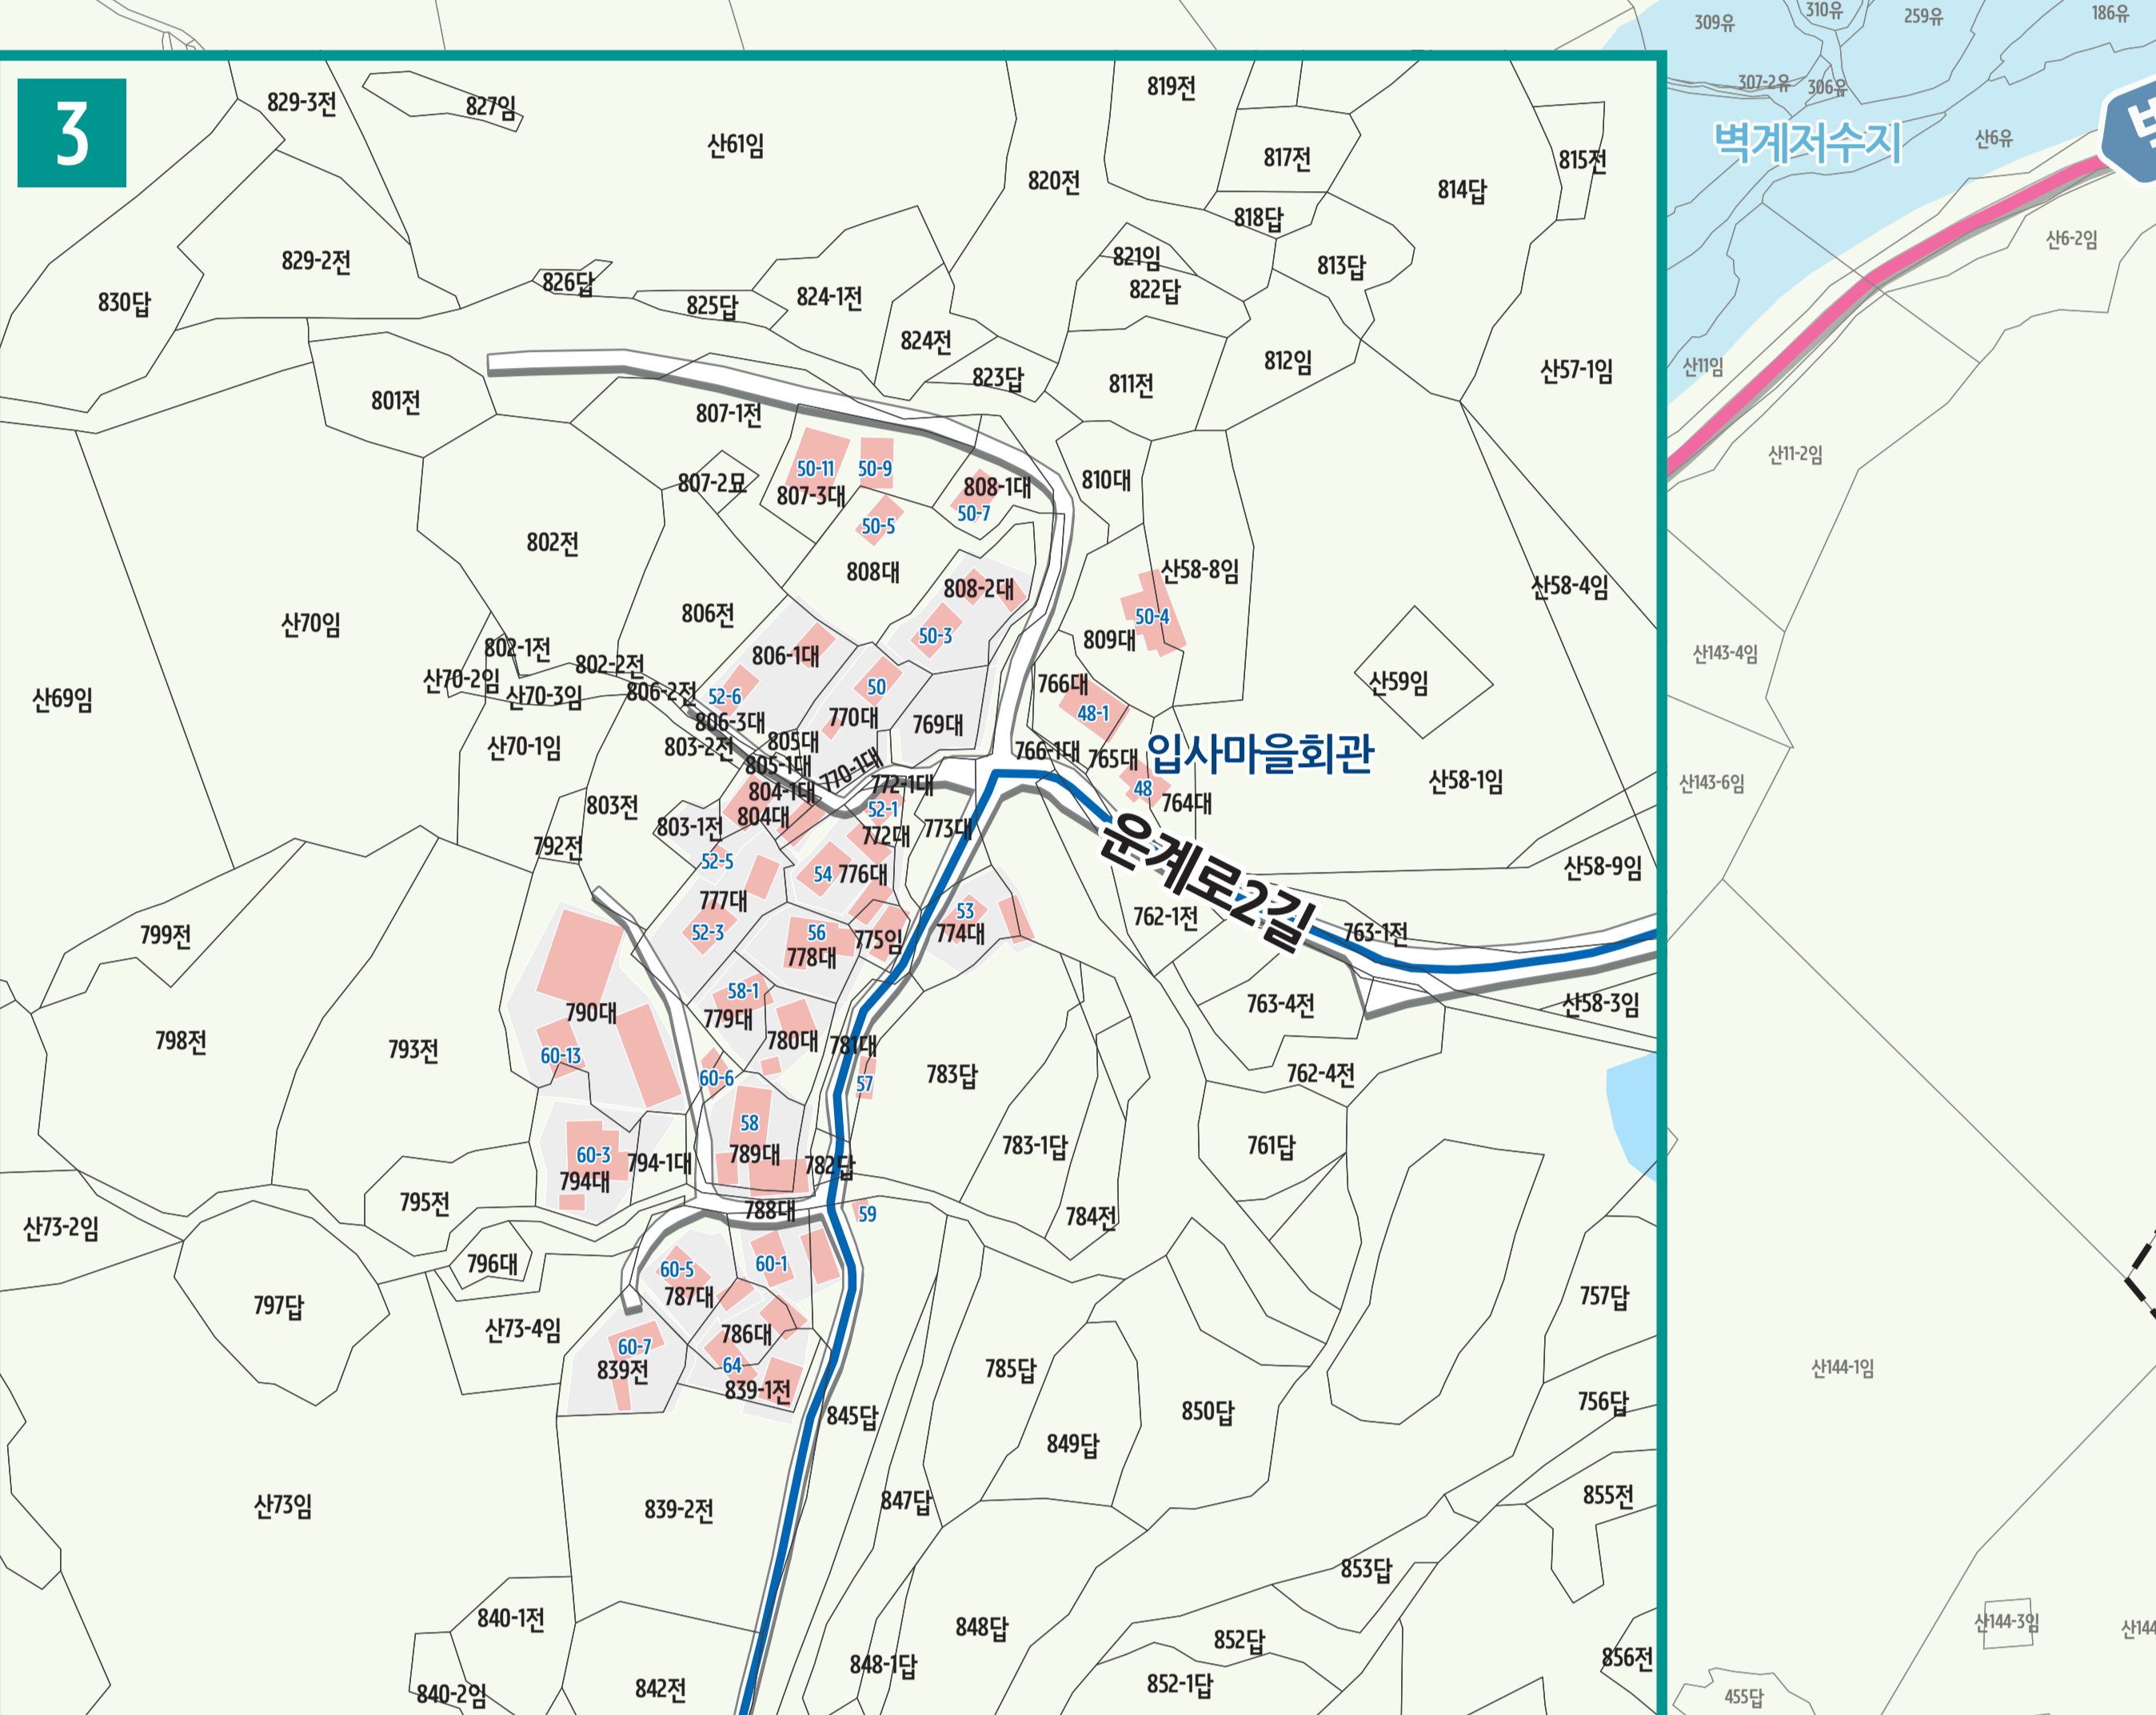 309유
310유
259유
186유
307-2유
306유
벽계저수지
산6유
산6-2임
산11임
산11-2임
산143-4임
산143-6임
산144-1임
산144-3임
산144
455답
3
829-3전
827임
산61임
819전
820전
817전
818답
814답
815전
829-2전
830답
826답
825답
824-1전
824전
823답
821임
822답
813답
812임
811전
산57-1임
801전
807-1전
807-2묘
50-11
50-9
807-3대
808-1대
50-7
50-5
810대
802전
808대
808-2대
50-3
산58-8임
50-4
809대
산58-4임
산70임
806전
806-1대
802-1전
802-2전
산70-2임
산70-3임
806-2전
52-6
50
766대
48-1
산59임
산69임
806-3대
770대
769대
산70-1임
803-2전
805대
805-1대
770-1대
766-1대
765대
입사마을회관
산58-1임
804-1대
772-1대
48
764대
803전
803-1전
804대
52-1
772대
773대
운계로2길
792전
52-5
54
776대
산58-9임
777대
53
774대
762-1전
763-1전
799전
52-3
56
778대
775임
58-1
779대
780대
781대
763-4전
산58-3임
790대
798전
793전
60-13
60-6
57
783답
762-4전
58
789대
783-1답
761답
60-3
794대
794-1대
782답
795전
788대
59
784전
산73-2임
796대
60-5
787대
60-1
797답
산73-4임
757답
60-7
839전
786대
64
839-1전
785답
756답
845답
849답
850답
산73임
839-2전
847답
855전
853답
840-1전
848답
852답
856전
840-2임
842전
848-1답
852-1답